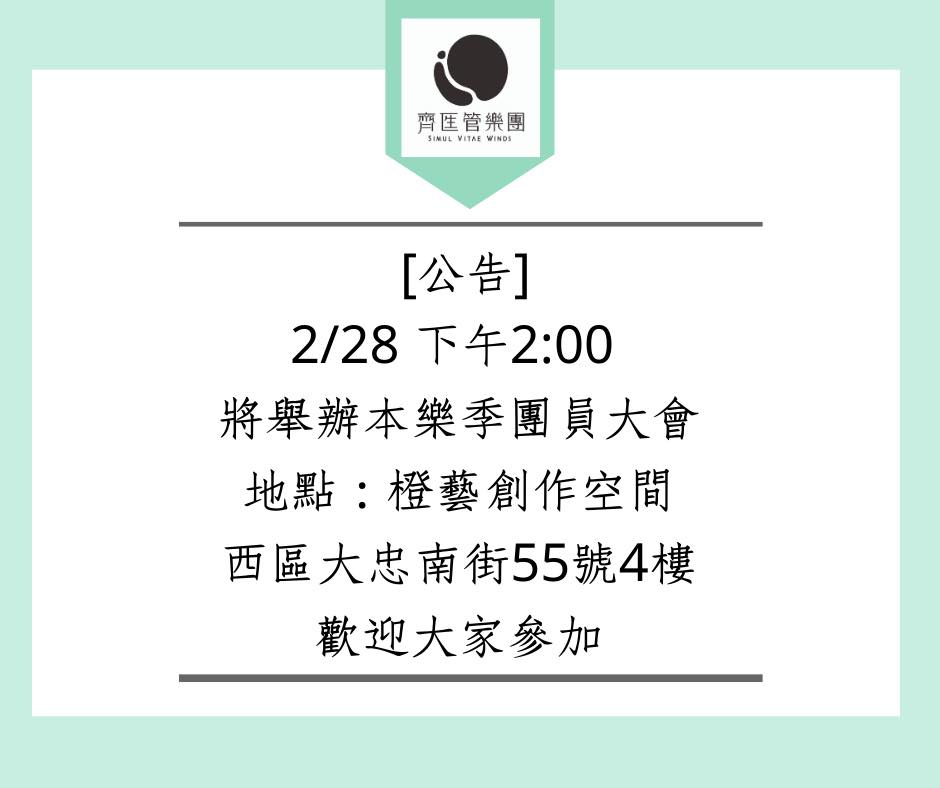 齊匡管樂團
SIMUL VITAE WINDS
[公告]
2/28 下午2:00
將舉辦本樂季團員大會
地點：橙藝創作空間
西區大忠南街55號4樓
歡迎大家參加